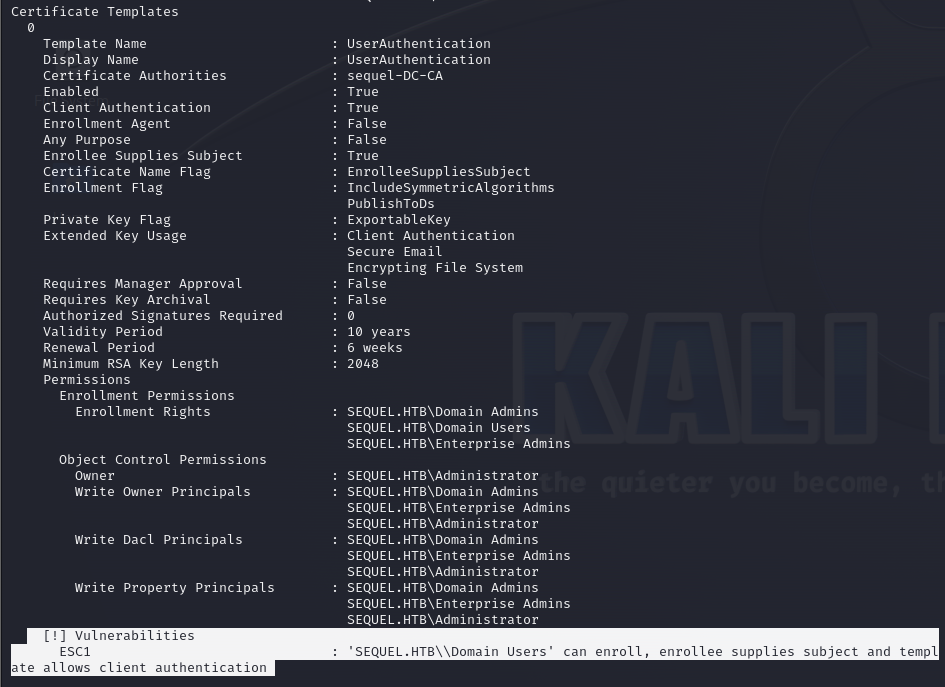 Certificate Templates
0
Template Name : UserAuthentication
Display Name : UserAuthentication
Certificate Authorities : sequel-DC-CA
Enabled : True
Client Authentication : True
Enrollment Agent : False
Any Purpose : False
Enrollee Supplies Subject : True
Certificate Name Flag : EnrolleeSuppliesSubject
Enrollment Flag : IncludeSymmetricAlgorithms
PublishToDs
Private Key Flag : ExportableKey
Extended Key Usage : Client Authentication
Secure Email
Encrypting File System
Requires Manager Approval : False
Requires Key Archival : False
Authorized Signatures Required : 0
Validity Period : 10 years
Renewal Period : 6 weeks
Minimum RSA Key Length : 2048
Permissions
Enrollment Permissions
Enrollment Rights : SEQUEL.HTB\Domain Admins
SEQUEL.HTB\Domain Users
SEQUEL.HTB\Enterprise Admins
Object Control Permissions
Owner : SEQUEL.HTB\Administrator
Write Owner Principals : SEQUEL.HTB\Domain Admins
SEQUEL.HTB\Enterprise Admins
SEQUEL.HTB\Administrator
Write Dacl Principals : SEQUEL.HTB\Domain Admins
SEQUEL.HTB\Enterprise Admins
SEQUEL.HTB\Administrator
Write Property Principals : SEQUEL.HTB\Domain Admins
SEQUEL.HTB\Enterprise Admins
SEQUEL.HTB\Administrator
[!] Vulnerabilities
ESC1 : 'SEQUEL.HTB\\Domain Users' can enroll, enrollee supplies subject and templ
ate allows client authentication
KALI
the quieter you become, th